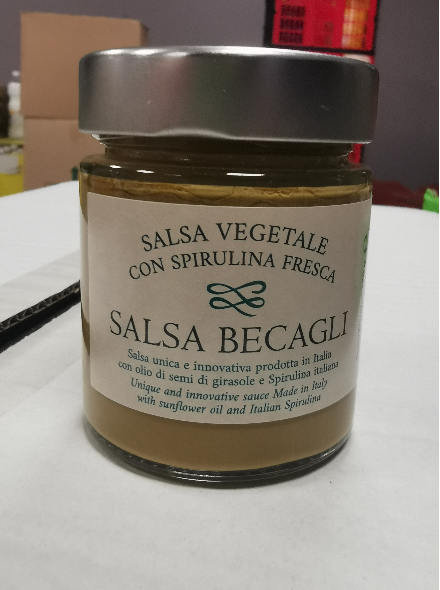 SALSA VEGETALE
CON SPIRULINA FRESCA
SALSA BECAGLI
Salsa unica e innovativa prodotta in Italia
con olio di semi di girasole e Spirulina italiana
Unique and innovative sauce Made in Italy
with sunflower oil and Italian Spirulina